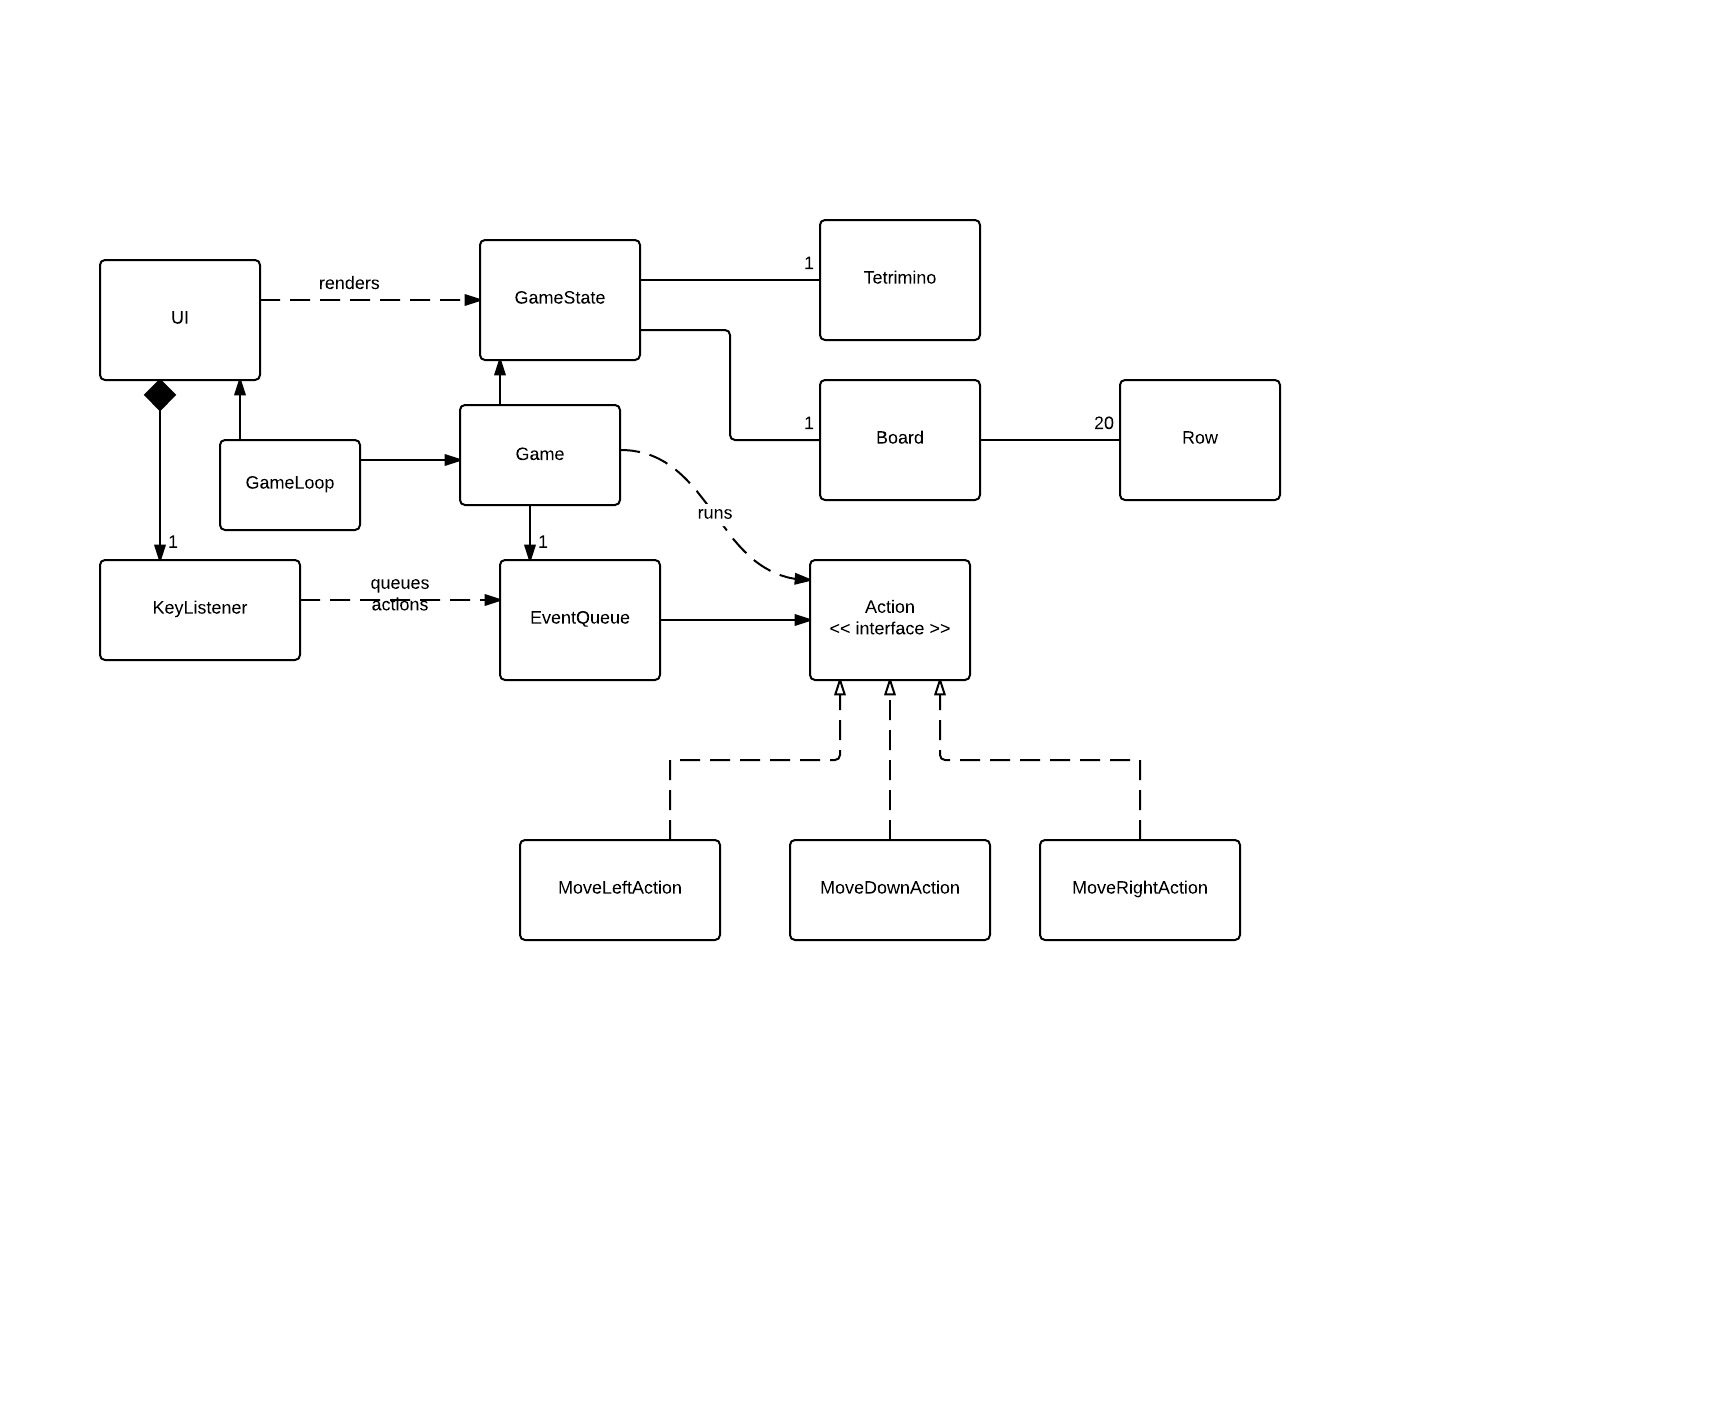 Tetrimino
1
renders
GameState
UI
1
20
Board
Row
Game
GameLoop
runs
1
1
queues
actions
KeyListener
EventQueue
Action
<< interface >>
MoveLeftAction
MoveDownAction
MoveRightAction